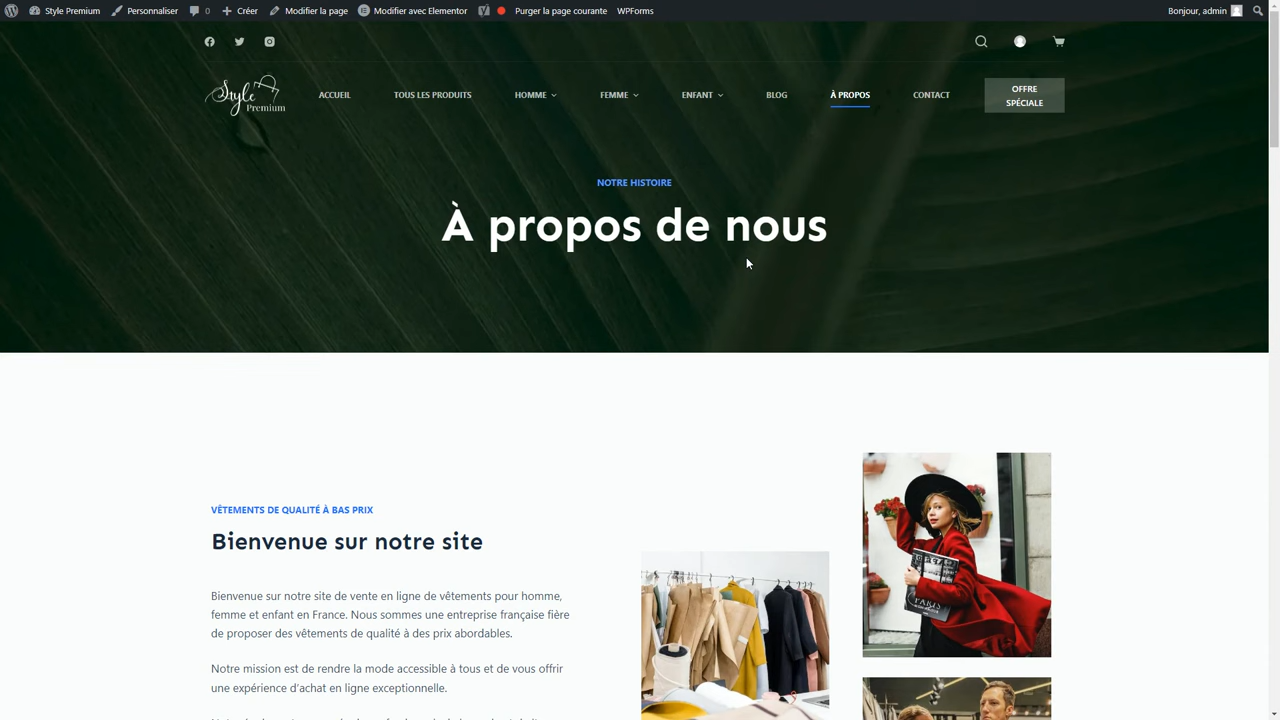 Style Premium Personnaliser 0 Créer Modifier la page Modifier avec Elementor Purger la page courante WPForms Bonjour, admin
Style
Premium
ACCUEIL TOUS LES PRODUITS HOMME FEMME ENFANT BLOG À PROPOS CONTACT
OFFRE
SPÉCIALE
NOTRE HISTOIRE
À propos de nous
VÊTEMENTS DE QUALITÉ À BAS PRIX
Bienvenue sur notre site
Bienvenue sur notre site de vente en ligne de vêtements pour homme,
femme et enfant en France. Nous sommes une entreprise française fière
de proposer des vêtements de qualité à des prix abordables.
Notre mission est de rendre la mode accessible à tous et de vous offrir
une expérience d'achat en ligne exceptionnelle.
PARIS